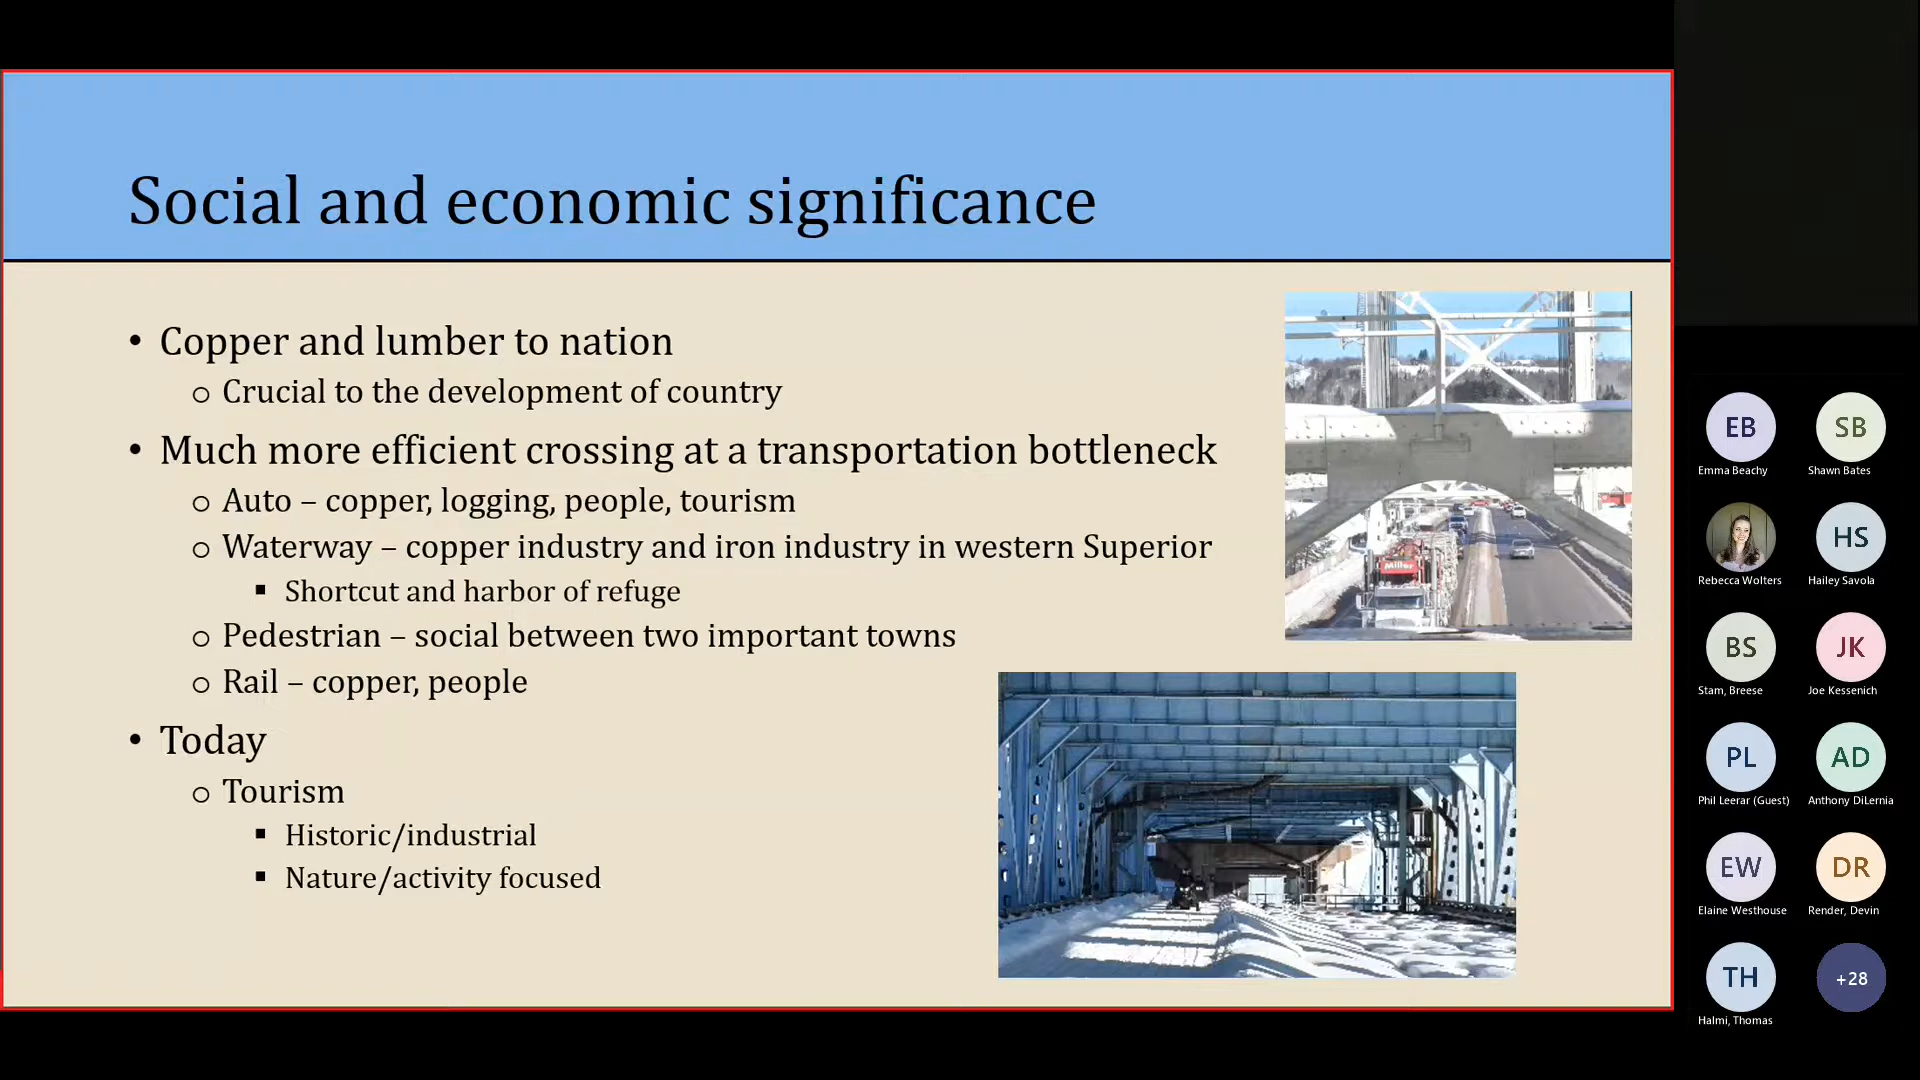 Social and economic significance
• Copper and lumber to nation
o Crucial to the development of country
• Much more efficient crossing at a transportation bottleneck
o Auto – copper, logging, people, tourism
o Waterway – copper industry and iron industry in western Superior
▪ Shortcut and harbor of refuge
o Pedestrian – social between two important towns
o Rail – copper, people
• Today
o Tourism
▪ Historic/industrial
▪ Nature/activity focused
Miller
EB
Emma Beachy
SB
Shawn Bates
Rebecca Wolters
HS
Hailey Savola
BS
Stam, Breese
JK
Joe Kessenich
PL
Phil Leerar (Guest)
AD
Anthony DiLernia
EW
Elaine Westhouse
DR
Render, Devin
TH
Halmi, Thomas
+28